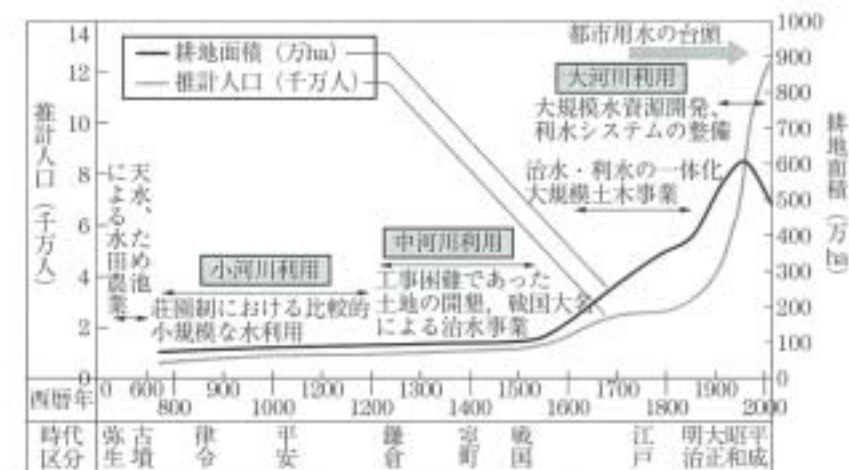 耕地面積（万ha）
推計人口（千万人）
推計人口（千万人）
14
12
10
8
6
4
2
0
耕地面積（万ha）
1000
900
800
700
600
500
400
300
200
100
0
都市用水の台頭
大河川利用
大規模水資源開発、
利水システムの整備
治水・利水の一体化
大規模土木事業
中河川利用
工事困難であった
土地の開墾，戦国大名
による治水事業
小河川利用
荘園制における比較的
小規模な水利用
天水、ため池
による水田農業
西暦年 0 600 900 1200 1300 1500 1700 1900
800 1000 1200 1400 1600 1800 2000
時代区分 弥生 古墳 律令 平安 鎌倉 室町 戦国 江戸 明治 大正 昭和 平成